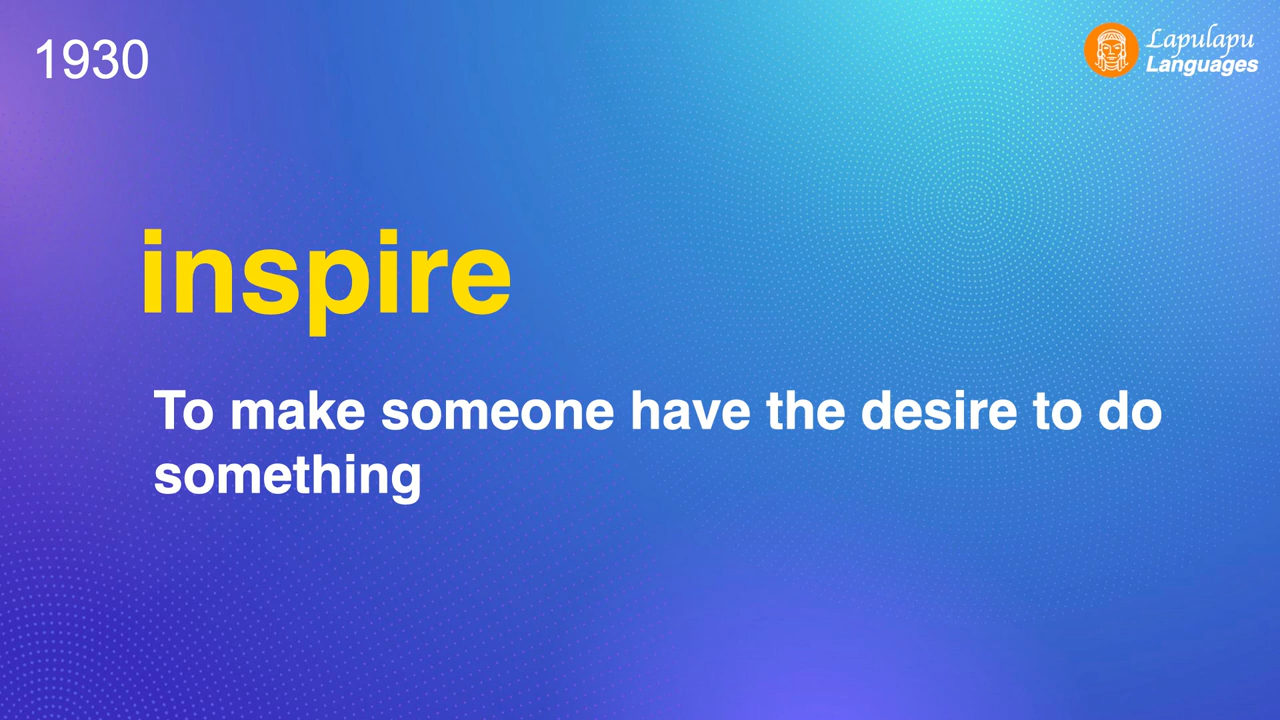 1930
Lapulapu
Languages
inspire
To make someone have the desire to do
something